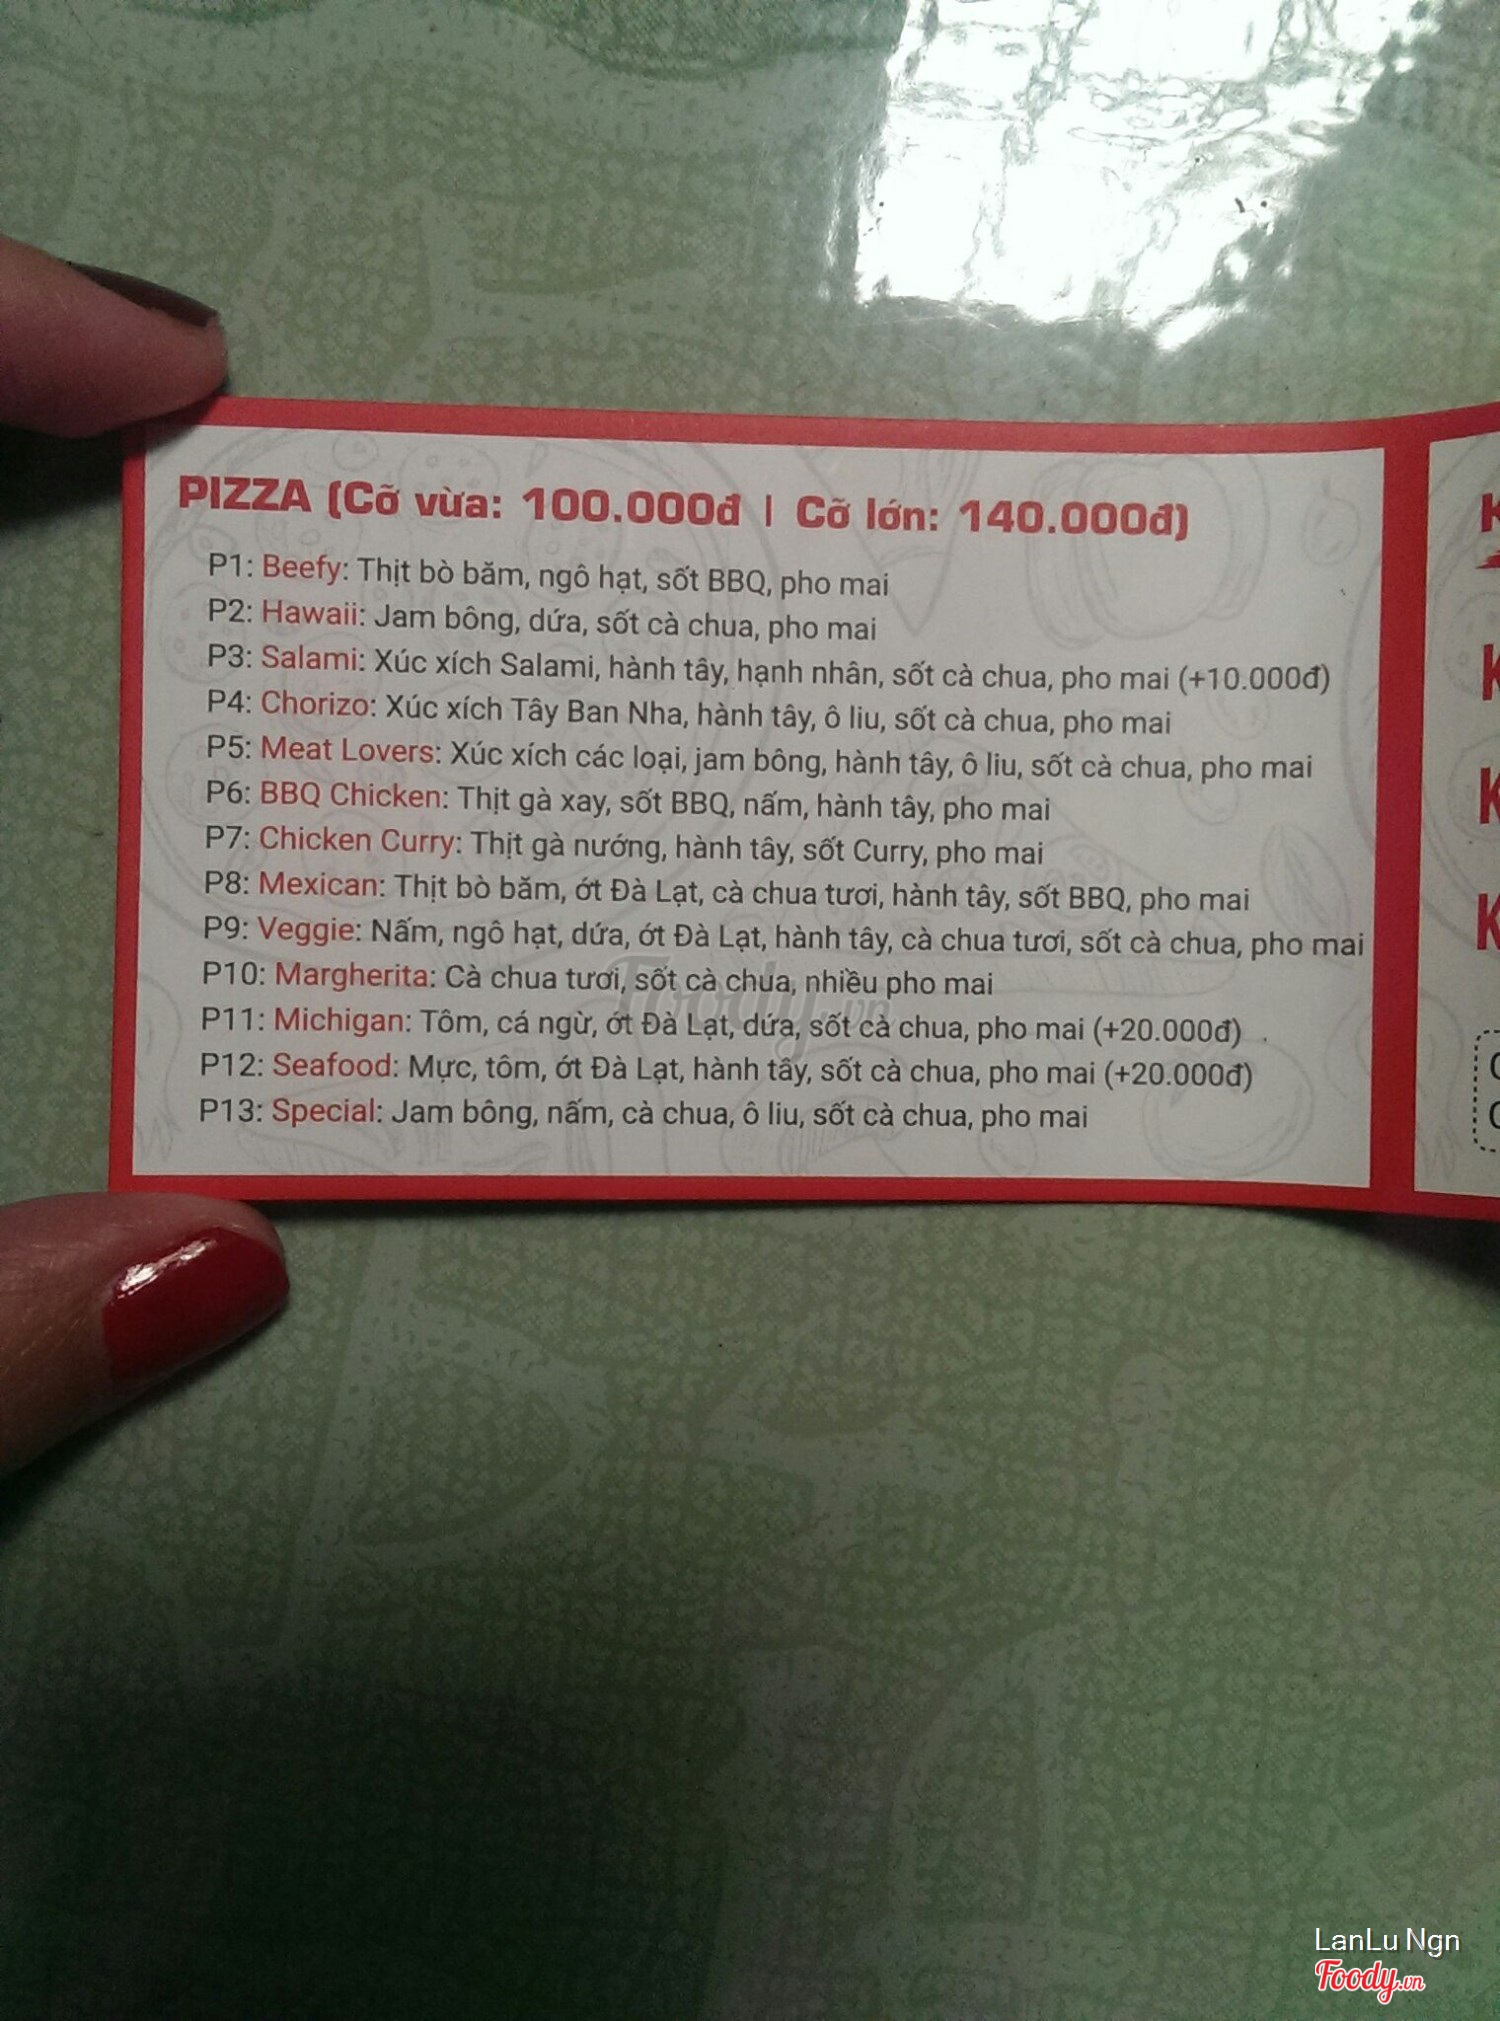 PIZZA (Cỡ vừa: 100.000đ | Cỡ lớn: 140.000đ)
P1: Beefy: Thịt bò băm, ngô hạt, sốt BBQ, pho mai
P2: Hawaii: Jam bông, dứa, sốt cà chua, pho mai
P3: Salami: Xúc xích Salami, hành tây, hạnh nhân, sốt cà chua, pho mai (+10.000đ)
P4: Chorizo: Xúc xích Tây Ban Nha, hành tây, ô liu, sốt cà chua, pho mai
P5: Meat Lovers: Xúc xích các loại, jam bông, hành tây, ô liu, sốt cà chua, pho mai
P6: BBQ Chicken: Thịt gà xay, sốt BBQ, nấm, hành tây, pho mai
P7: Chicken Curry: Thịt gà nướng, hành tây, sốt Curry, pho mai
P8: Mexican: Thịt bò băm, ớt Đà Lạt, cà chua tươi, hành tây, sốt BBQ, pho mai
P9: Veggie: Nấm, ngô hạt, dứa, ớt Đà Lạt, hành tây, cà chua tươi, sốt cà chua, pho mai
P10: Margherita: Cà chua tươi, sốt cà chua, nhiều pho mai
P11: Michigan: Tôm, cá ngừ, ớt Đà Lạt, dứa, sốt cà chua, pho mai (+20.000đ)
P12: Seafood: Mực, tôm, ớt Đà Lạt, hành tây, sốt cà chua, pho mai (+20.000đ)
P13: Special: Jam bông, nấm, cà chua, ô liu, sốt cà chua, pho mai
Foody.vn
K
K
K
K
LanLu Ngn
Foody.vn